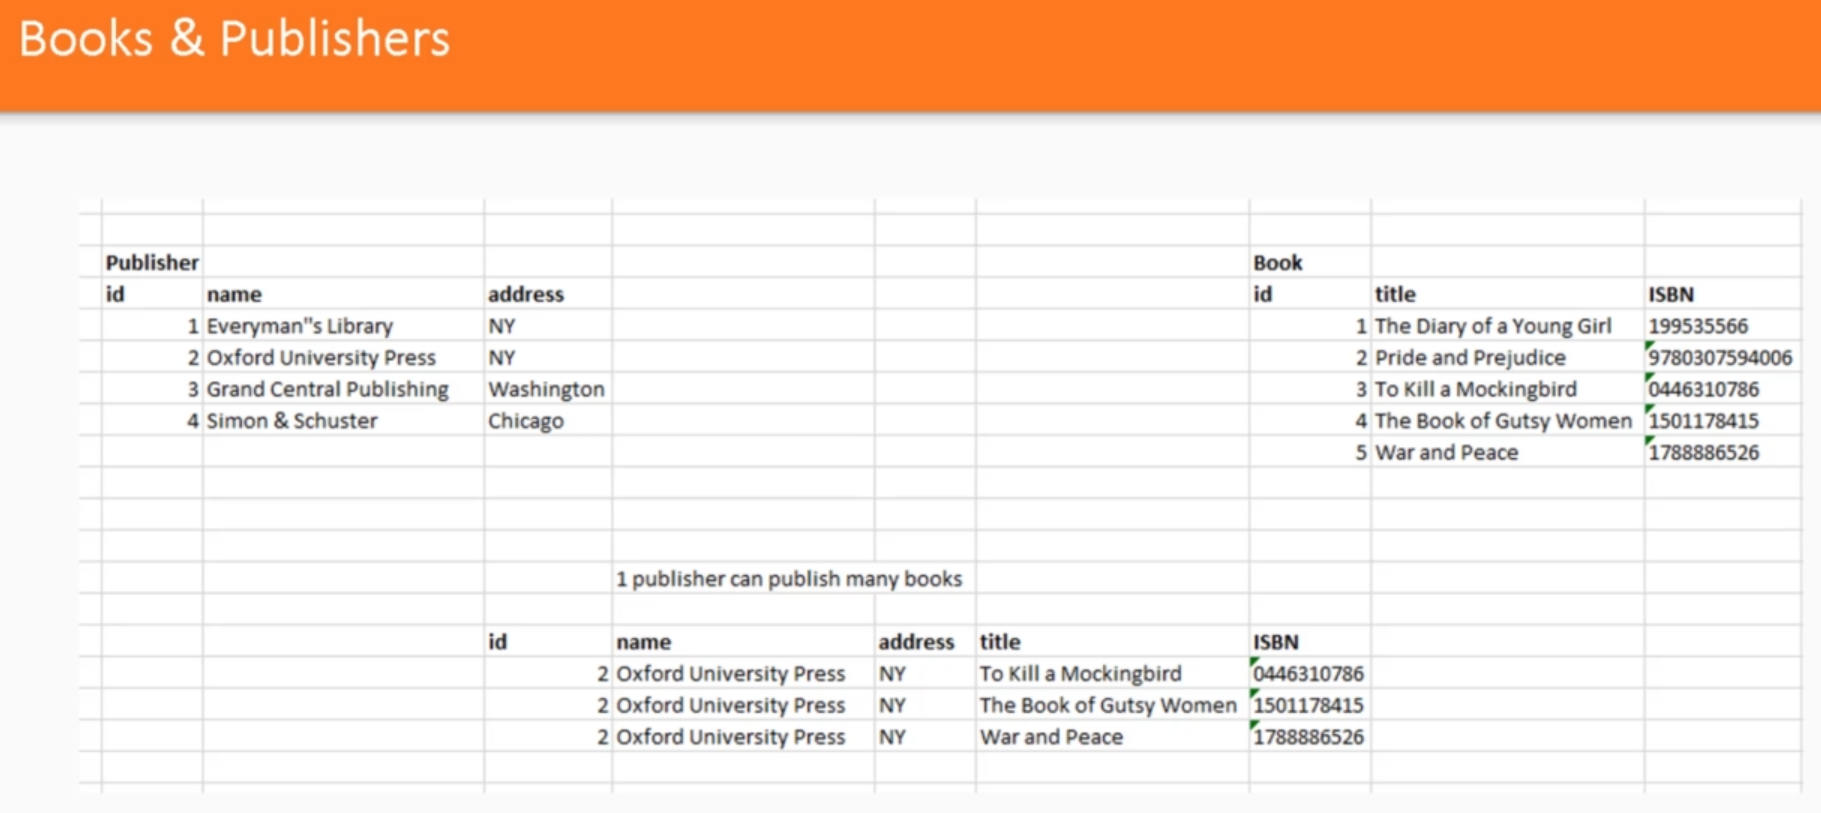 Books & Publishers
Publisher Book
id name address id title ISBN
1 Everyman"s Library NY 1 The Diary of a Young Girl 199535566
2 Oxford University Press NY 2 Pride and Prejudice 9780307594006
3 Grand Central Publishing Washington 3 To Kill a Mockingbird 0446310786
4 Simon & Schuster Chicago 4 The Book of Gutsy Women 1501178415
5 War and Peace 1788886526
1 publisher can publish many books
id name address title ISBN
2 Oxford University Press NY To Kill a Mockingbird 0446310786
2 Oxford University Press NY The Book of Gutsy Women 1501178415
2 Oxford University Press NY War and Peace 1788886526